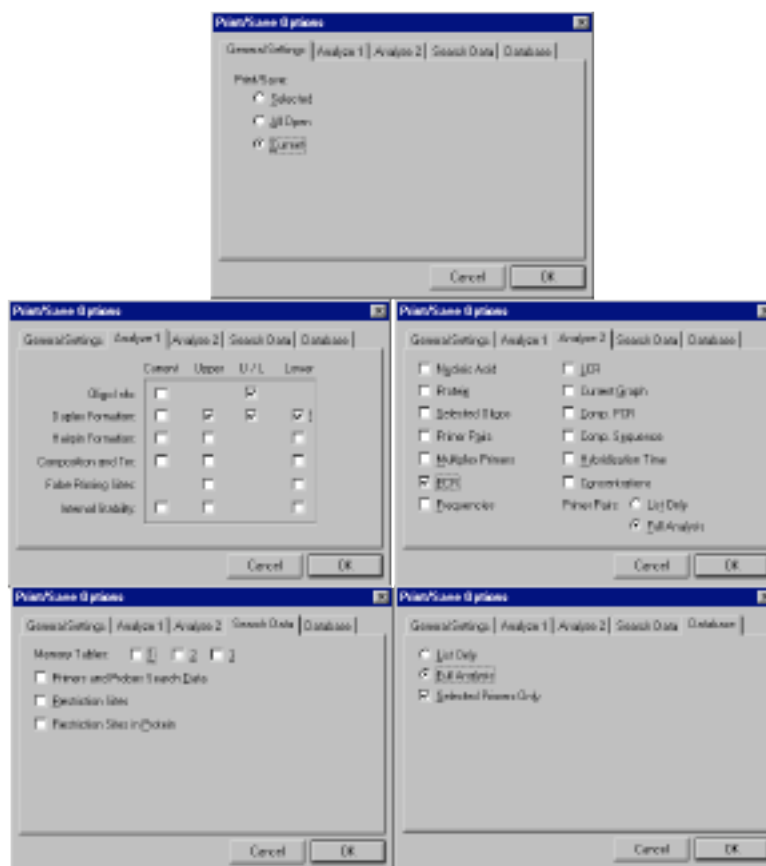 Print/Save Options
General Settings Analyze 1 Analyze 2 Search Data Database
Print/Save:
Selected
All Open
Current
Cancel OK
Print/Save Options
General Settings Analyze 1 Analyze 2 Search Data Database
Current Upper U / L Lower
Oligo Info:
Duplex Formation:
Hairpin Formation:
Composition and Tm:
False Priming Sites:
Internal Stability:
Cancel OK
Print/Save Options
General Settings Analyze 1 Analyze 2 Search Data Database
Nucleic Acid LCR
Protein Current Graph
Selected Oligos Comp. PCR
Primer Pairs Comp. Sequence
Multiplex Primers Hybridization Time
PCR Concentrations
Frequencies Primer Pairs: List Only
Full Analysis
Cancel OK
Print/Save Options
General Settings Analyze 1 Analyze 2 Search Data Database
Memory Tables: 1 2 3
Primers and Probes Search Data
Restriction Sites
Restriction Sites in Protein
Cancel OK
Print/Save Options
General Settings Analyze 1 Analyze 2 Search Data Database
List Only
Full Analysis
Selected Primers Only
Cancel OK